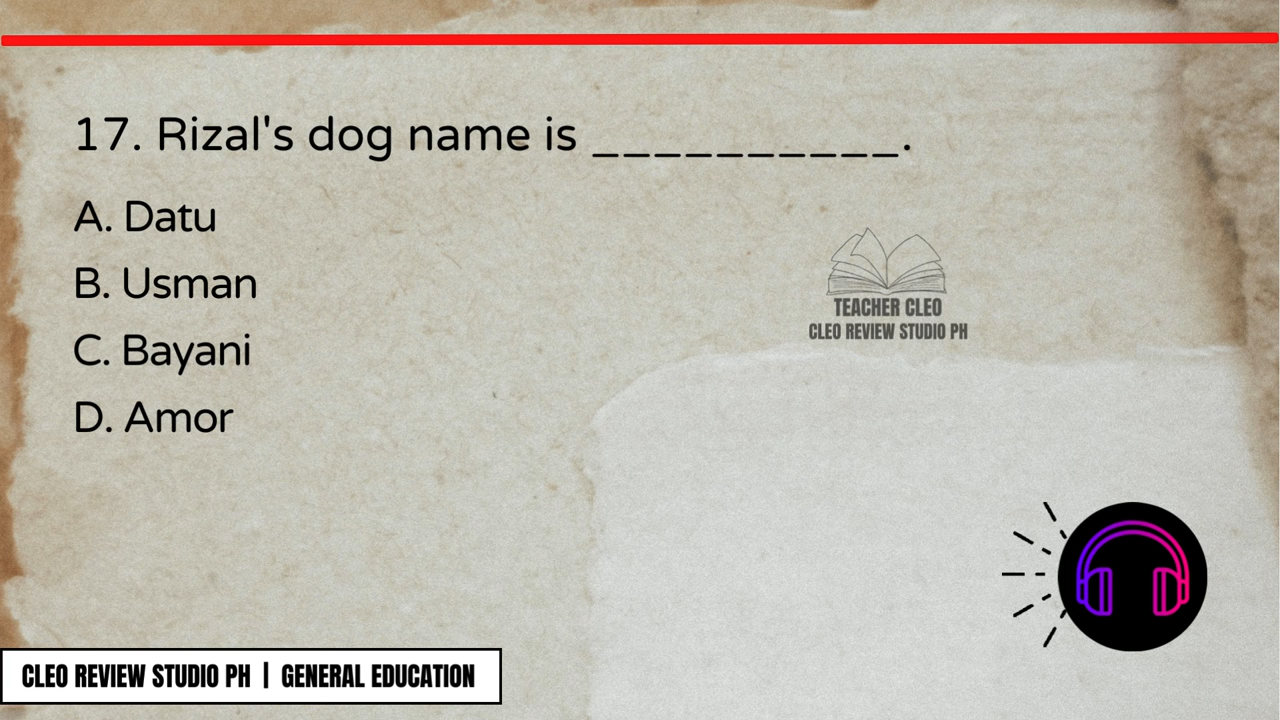 17. Rizal's dog name is __________.
A. Datu
B. Usman
C. Bayani
D. Amor
TEACHER CLEO
CLEO REVIEW STUDIO PH
CLEO REVIEW STUDIO PH | GENERAL EDUCATION